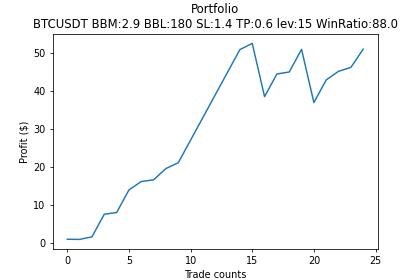 Portfolio
BTCUSDT BBM:2.9 BBL:180 SL:1.4 TP:0.6 lev:15 WinRatio:88.0
Profit ($)
50
40
30
20
10
0
0 5 10 15 20 25
Trade counts